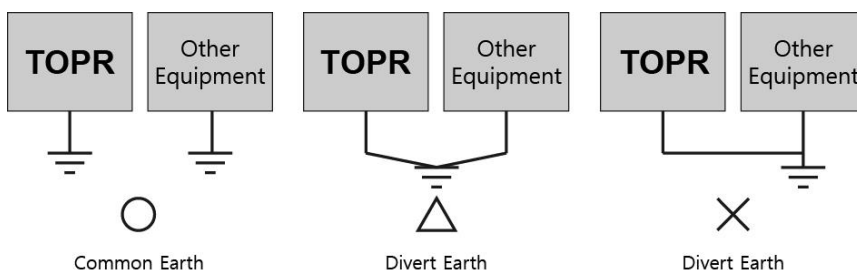 TOPR
Other
Equipment
TOPR
Other
Equipment
TOPR
Other
Equipment
Common Earth
Divert Earth
Divert Earth